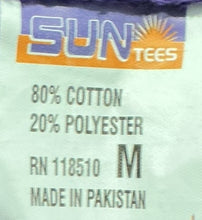 SUN
TEES
80% COTTON
20% POLYESTER
RN 118510 M
MADE IN PAKISTAN